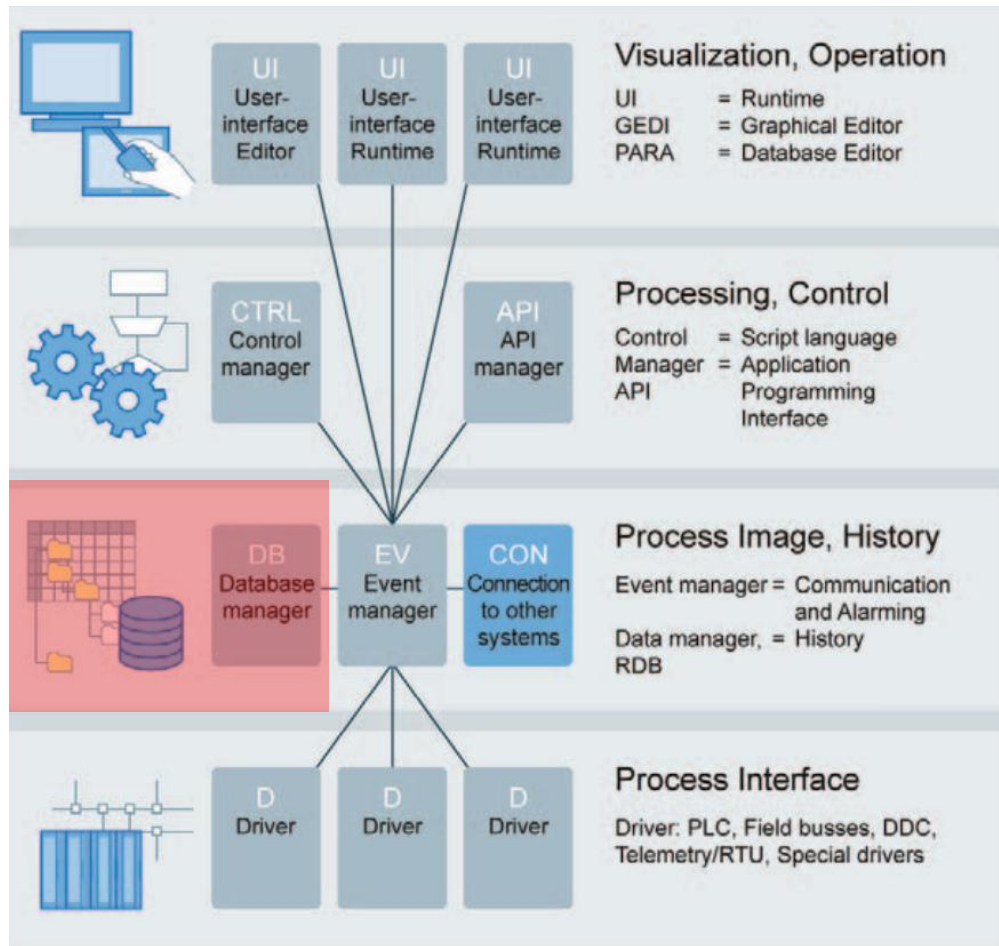 UI
User-
interface
Editor
UI
User-
interface
Runtime
UI
User-
interface
Runtime
Visualization, Operation
UI = Runtime
GEDI = Graphical Editor
PARA = Database Editor
CTRL
Control
manager
API
API
manager
Processing, Control
Control = Script language
Manager = Application
API Programming
Interface
DB
Database
manager
EV
Event
manager
CON
Connection
to other
systems
Process Image, History
Event manager = Communication
and Alarming
Data manager, = History
RDB
D
Driver
D
Driver
D
Driver
Process Interface
Driver: PLC, Field busses, DDC,
Telemetry/RTU, Special drivers